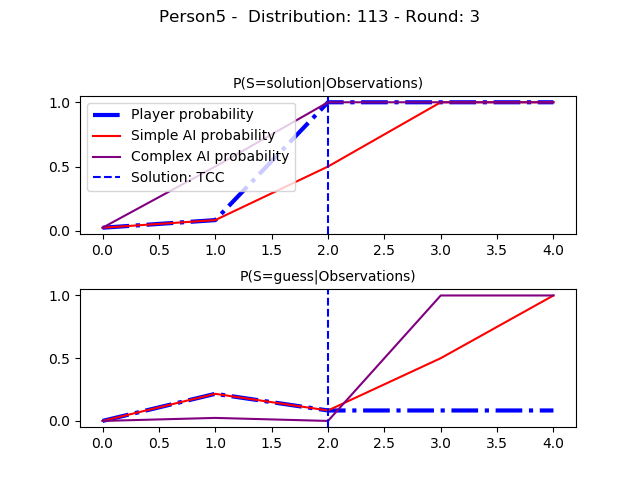 Person5 -  Distribution: 113 - Round: 3
P(S=solution|Observations)
1.0
0.5
0.0
Player probability
Simple AI probability
Complex AI probability
Solution: TCC
0.0 0.5 1.0 1.5 2.0 2.5 3.0 3.5 4.0
P(S=guess|Observations)
1.0
0.5
0.0
0.0 0.5 1.0 1.5 2.0 2.5 3.0 3.5 4.0